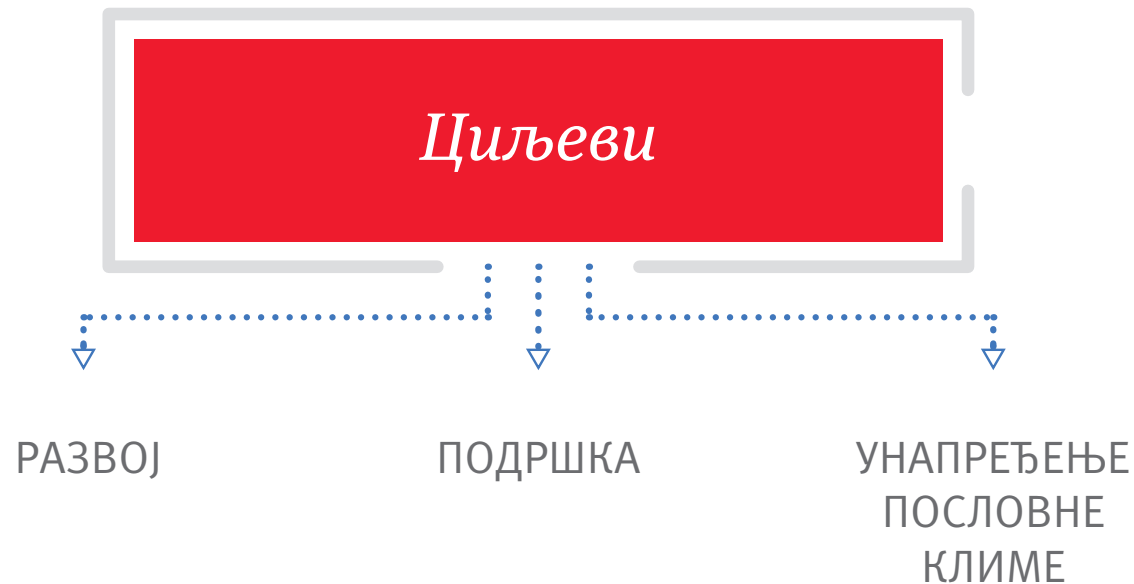 Циљеви
РАЗВОЈ
ПОДРШКА
УНАПРЕЂЕЊЕ
ПОСЛОВНЕ
КЛИМЕ